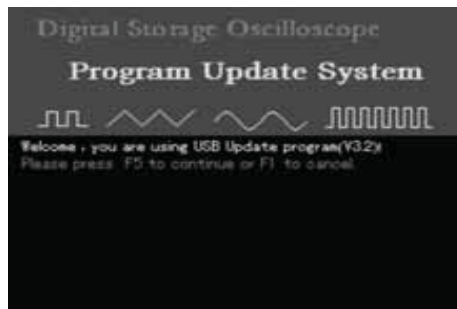 Digital Storage Oscilloscope
Program Update System
Welcome , you are using USB Update program(V3.2)!
Please press F5 to continue or F1 to cancel.